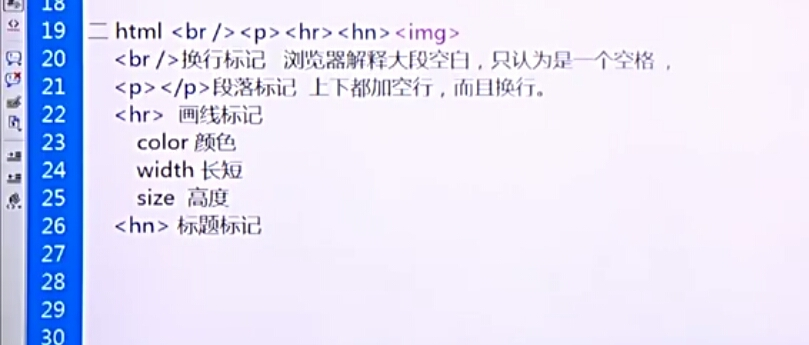 18
19 二 html <br /><p><hr><hn><img>
20 <br />换行标记 浏览器解释大段空白，只认为是一个空格，
21 <p></p>段落标记 上下都加空行，而且换行。
22 <hr> 画线标记
23 color 颜色
24 width 长短
25 size 高度
26 <hn> 标题标记
27
28
29
30